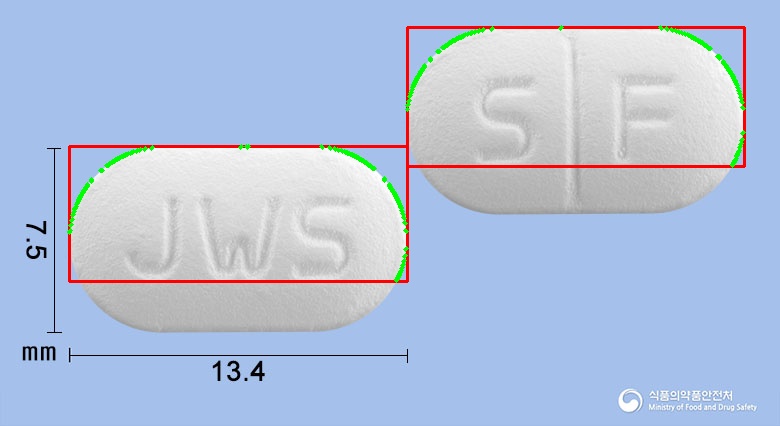 S F
JWS
7.5
mm
13.4
식품의약품안전처
Ministry of Food and Drug Safety